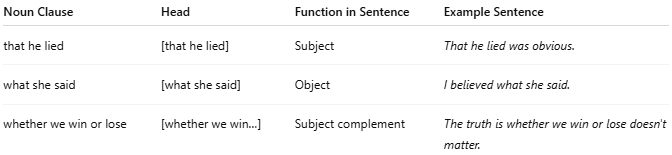 Noun Clause Head Function in Sentence Example Sentence
that he lied [that he lied] Subject That he lied was obvious.
what she said [what she said] Object I believed what she said.
whether we win or lose [whether we win...] Subject complement The truth is whether we win or lose doesn't
matter.